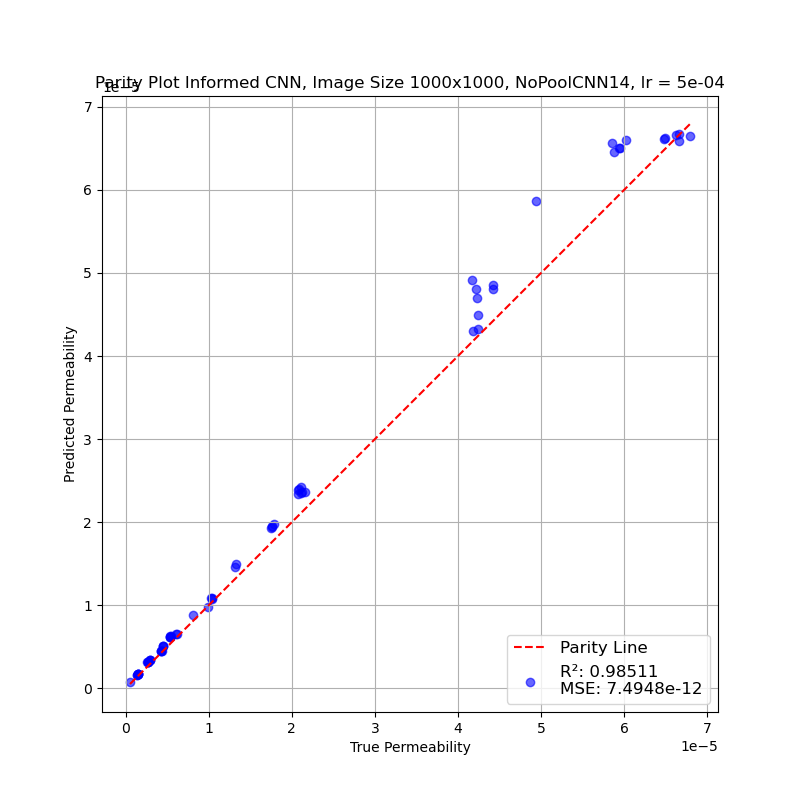 Parity Plot Informed CNN, Image Size 1000x1000, NoPoolCNN14, lr = 5e-04
1e−5
7
6
5
4
3
2
1
0
Predicted Permeability
Parity Line
R²: 0.98511
MSE: 7.4948e-12
0 1 2 3 4 5 6 7
True Permeability
1e−5